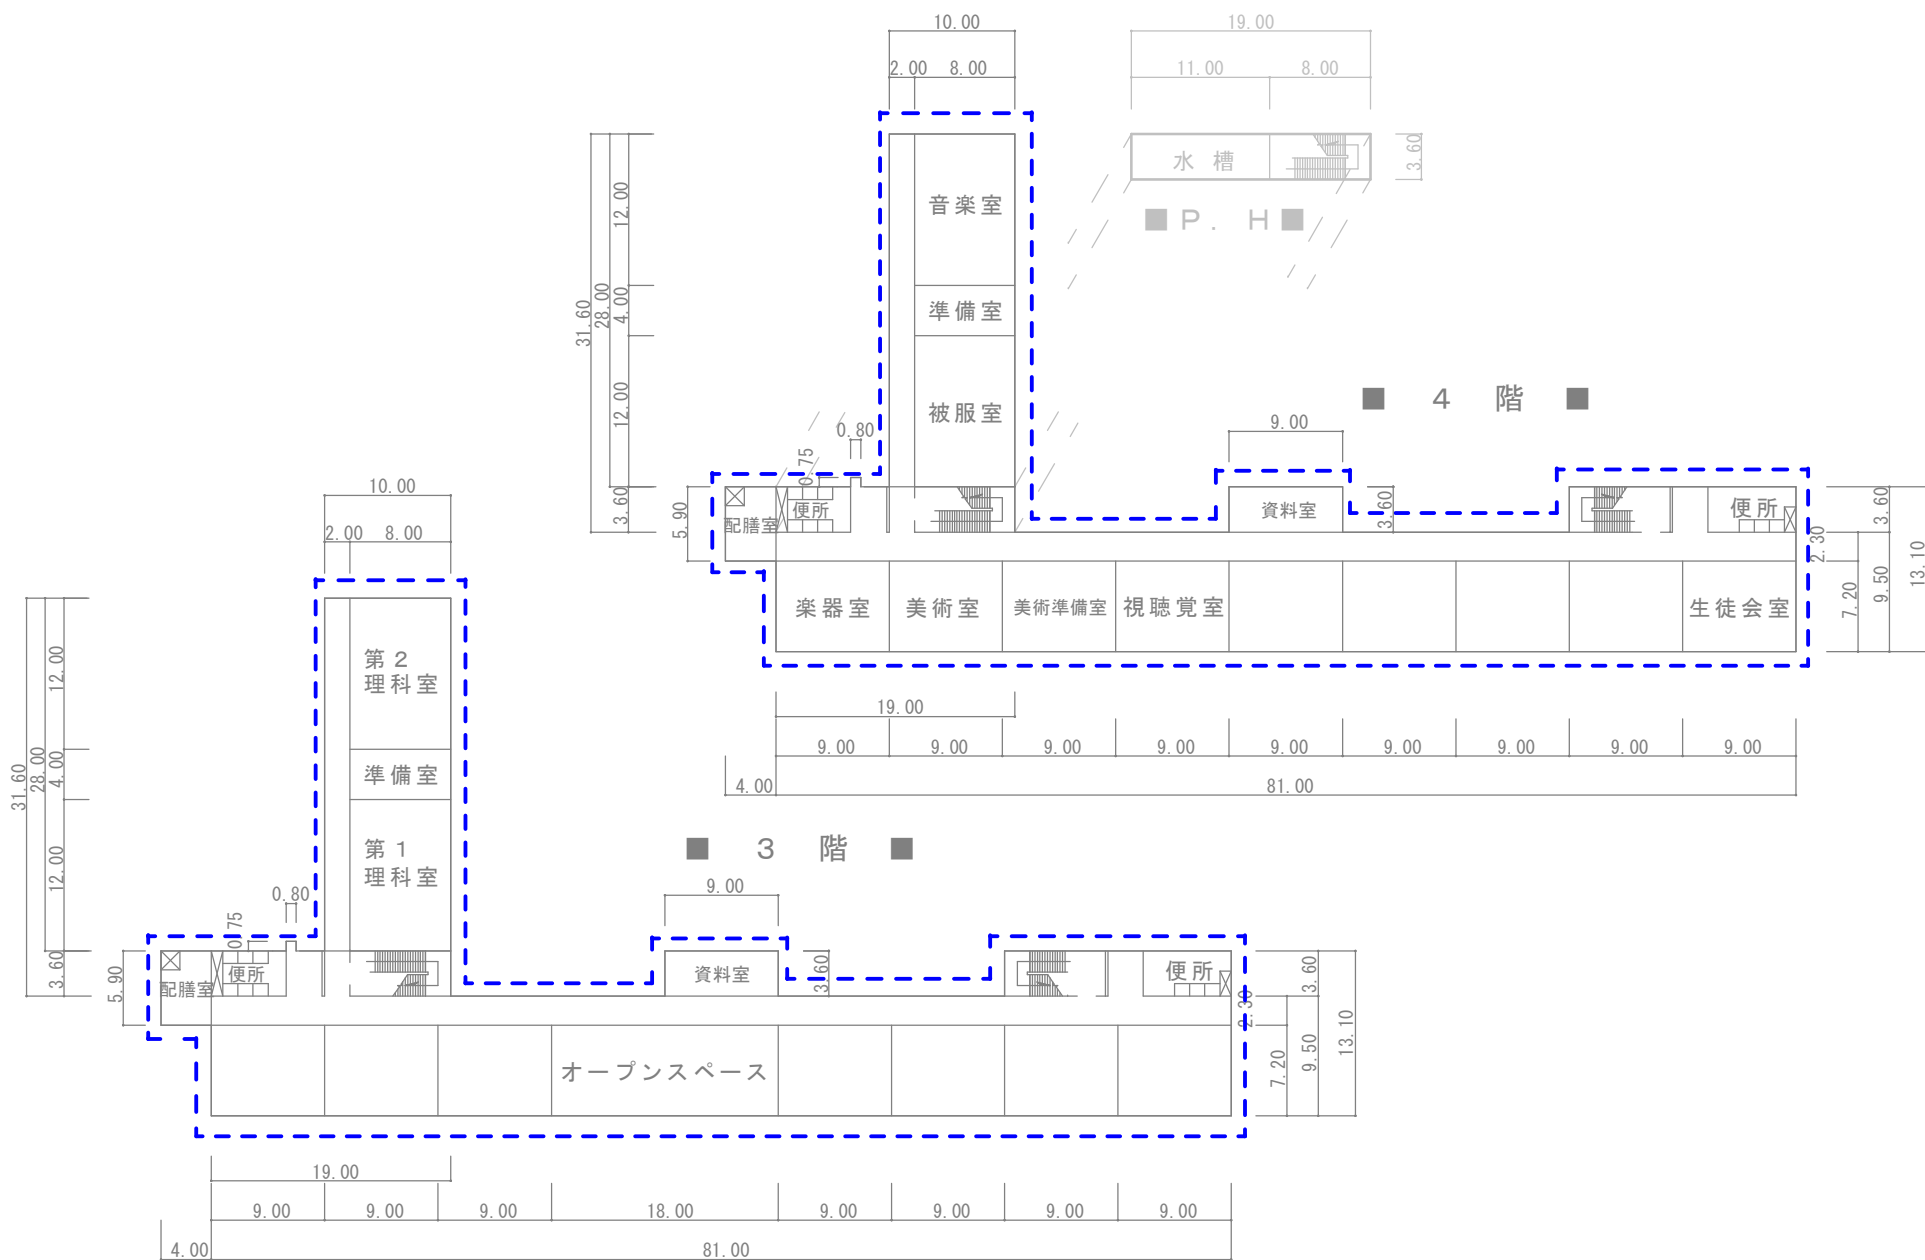 10.00
19.00
2.00 8.00
11.00 8.00
水 槽
3.60
■P. H■
12.00
音楽室
4.00
28.00
31.60
準備室
12.00
被服室
■ 4 階 ■
0.80
9.00
0.75
3.60
5.90
配膳室
便所
資料室
3.60
便所
3.60
2.30
13.10
9.50
7.20
楽器室 美術室 美術準備室 視聴覚室 生徒会室
19.00
9.00 9.00 9.00 9.00 9.00 9.00 9.00 9.00 9.00
4.00 81.00
10.00
2.00 8.00
12.00
第2
理科室
4.00
28.00
31.60
準備室
12.00
第1
理科室
■ 3 階 ■
0.80
9.00
0.75
3.60
5.90
配膳室
便所
資料室
3.60
便所
3.60
2.30
13.10
9.50
7.20
オープンスペース
19.00
9.00 9.00 9.00 18.00 9.00 9.00 9.00 9.00
4.00 81.00